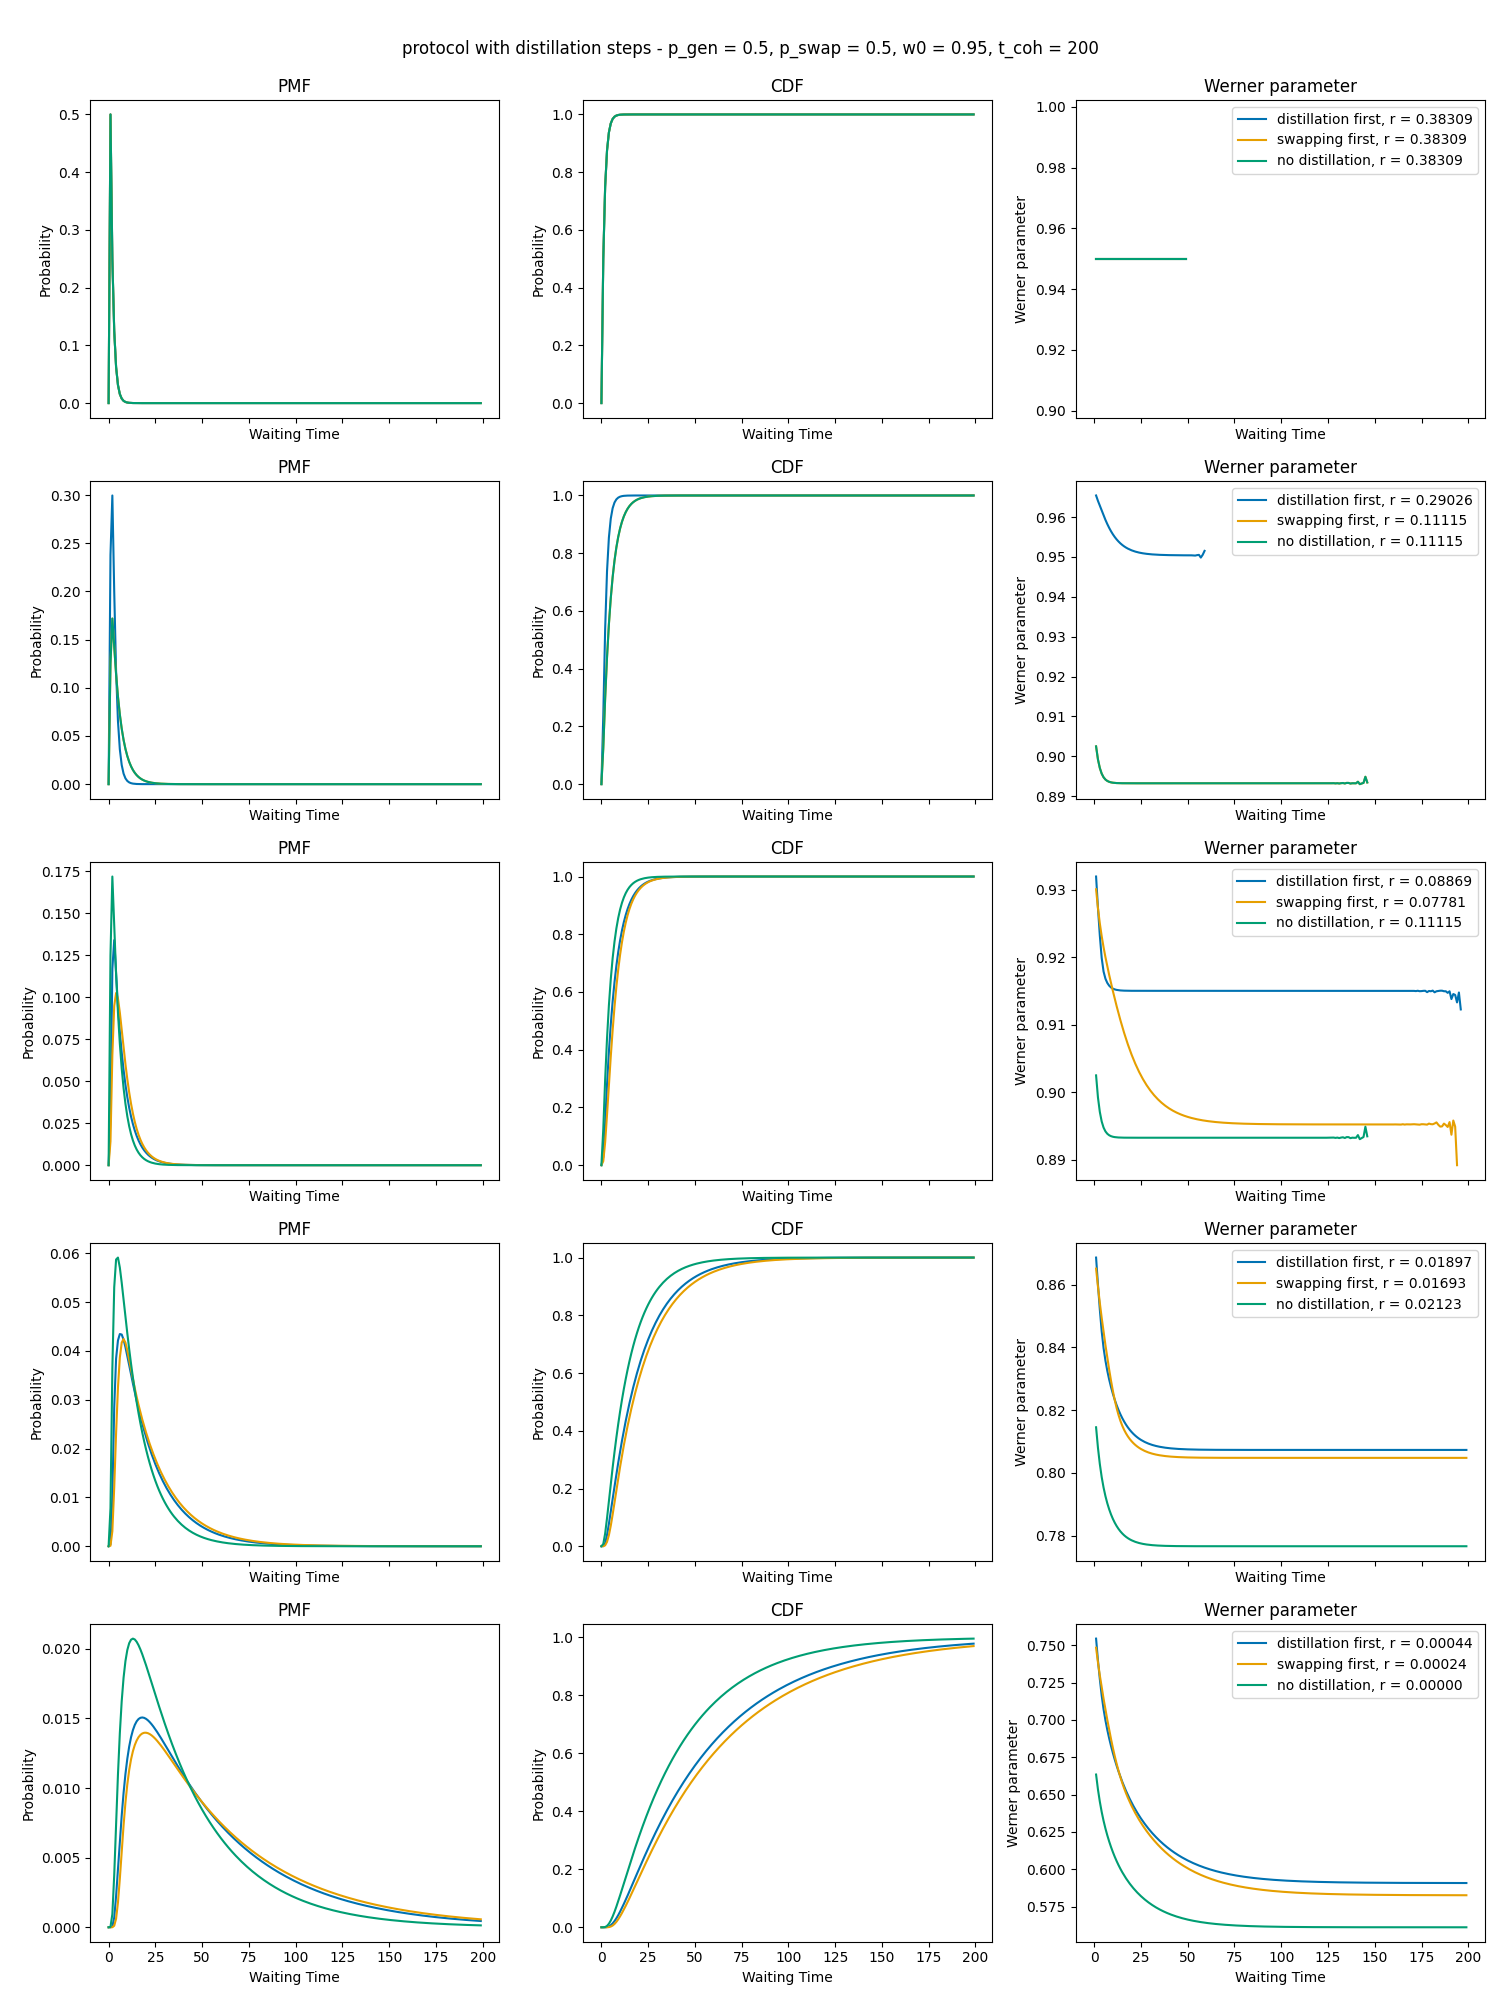 protocol with distillation steps - p_gen = 0.5, p_swap = 0.5, w0 = 0.95, t_coh = 200
PMF
CDF
Werner parameter
0.5
0.4
0.3
0.2
0.1
0.0
Probability
Waiting Time
1.0
0.8
0.6
0.4
0.2
0.0
Probability
Waiting Time
1.00
0.98
0.96
0.94
0.92
0.90
Werner parameter
distillation first, r = 0.38309
swapping first, r = 0.38309
no distillation, r = 0.38309
Waiting Time
PMF
CDF
Werner parameter
0.30
0.25
0.20
0.15
0.10
0.05
0.00
Probability
Waiting Time
1.0
0.8
0.6
0.4
0.2
0.0
Probability
Waiting Time
0.96
0.95
0.94
0.93
0.92
0.91
0.90
0.89
Werner parameter
distillation first, r = 0.29026
swapping first, r = 0.11115
no distillation, r = 0.11115
Waiting Time
PMF
CDF
Werner parameter
0.175
0.150
0.125
0.100
0.075
0.050
0.025
0.000
Probability
Waiting Time
1.0
0.8
0.6
0.4
0.2
0.0
Probability
Waiting Time
0.93
0.92
0.91
0.90
0.89
Werner parameter
distillation first, r = 0.08869
swapping first, r = 0.07781
no distillation, r = 0.11115
Waiting Time
PMF
CDF
Werner parameter
0.06
0.05
0.04
0.03
0.02
0.01
0.00
Probability
Waiting Time
1.0
0.8
0.6
0.4
0.2
0.0
Probability
Waiting Time
0.86
0.84
0.82
0.80
0.78
Werner parameter
distillation first, r = 0.01897
swapping first, r = 0.01693
no distillation, r = 0.02123
Waiting Time
PMF
CDF
Werner parameter
0.020
0.015
0.010
0.005
0.000
Probability
0 25 50 75 100 125 150 175 200
Waiting Time
1.0
0.8
0.6
0.4
0.2
0.0
Probability
0 25 50 75 100 125 150 175 200
Waiting Time
0.750
0.725
0.700
0.675
0.650
0.625
0.600
0.575
Werner parameter
distillation first, r = 0.00044
swapping first, r = 0.00024
no distillation, r = 0.00000
0 25 50 75 100 125 150 175 200
Waiting Time